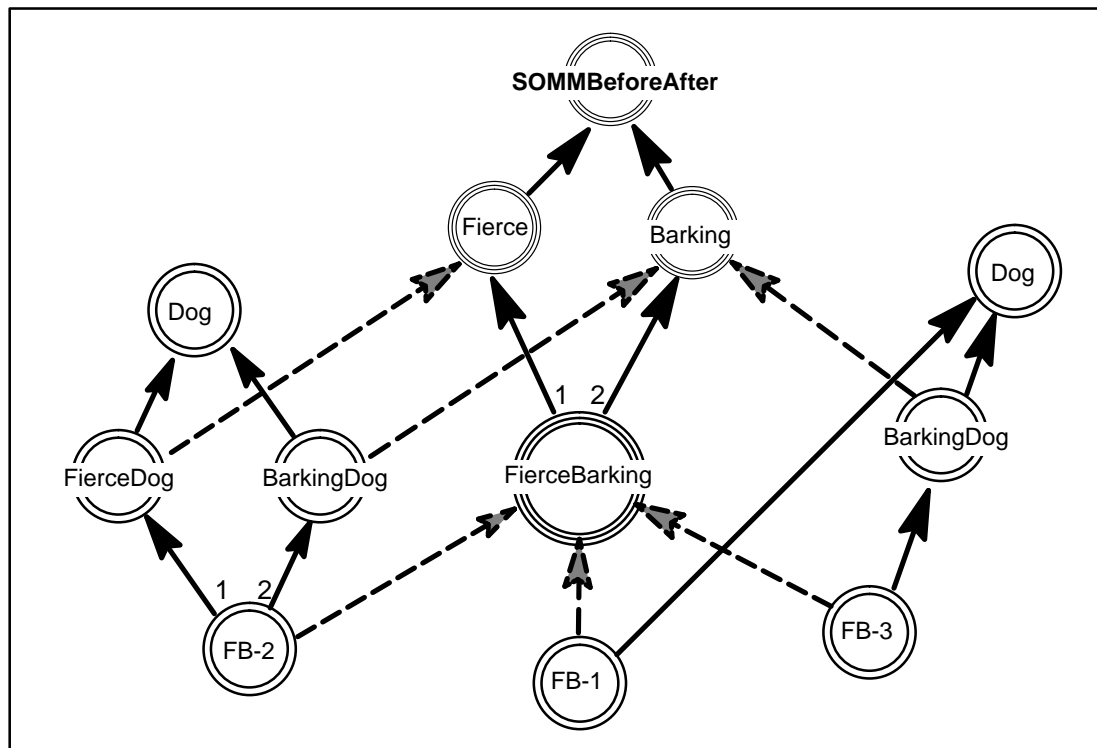 SOMMBeforeAfter
Fierce
Barking
Dog
Dog
1 2
FierceDog
BarkingDog
FierceBarking
BarkingDog
1 2
FB-2
FB-1
FB-3